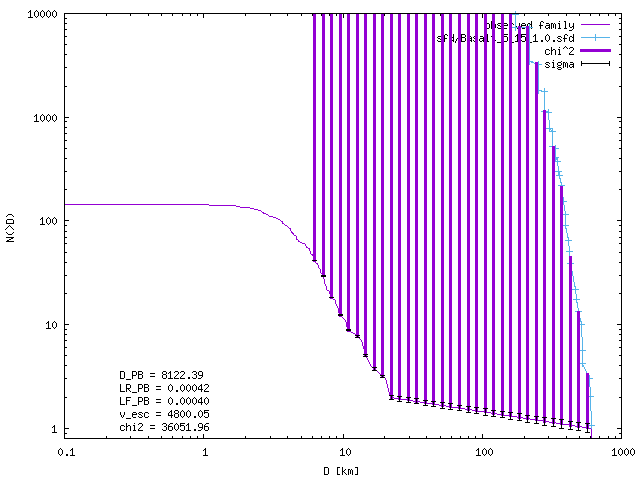 10000
1000
100
10
1
N(>D)
observed family
sfd/Basalt_5_15_1.0.sfd
chi^2
sigma
D_PB = 8122.39
LR_PB = 0.00042
LF_PB = 0.00040
v_esc = 4800.05
chi2 = 36051.96
0.1 1 10 100 1000
D [km]